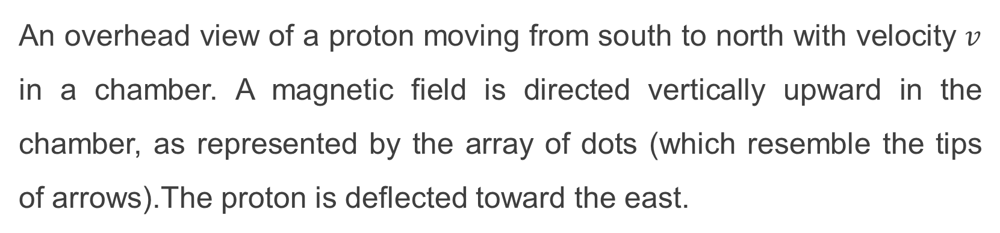 An overhead view of a proton moving from south to north with velocity 𝑣
in a chamber. A magnetic field is directed vertically upward in the
chamber, as represented by the array of dots (which resemble the tips
of arrows).The proton is deflected toward the east.